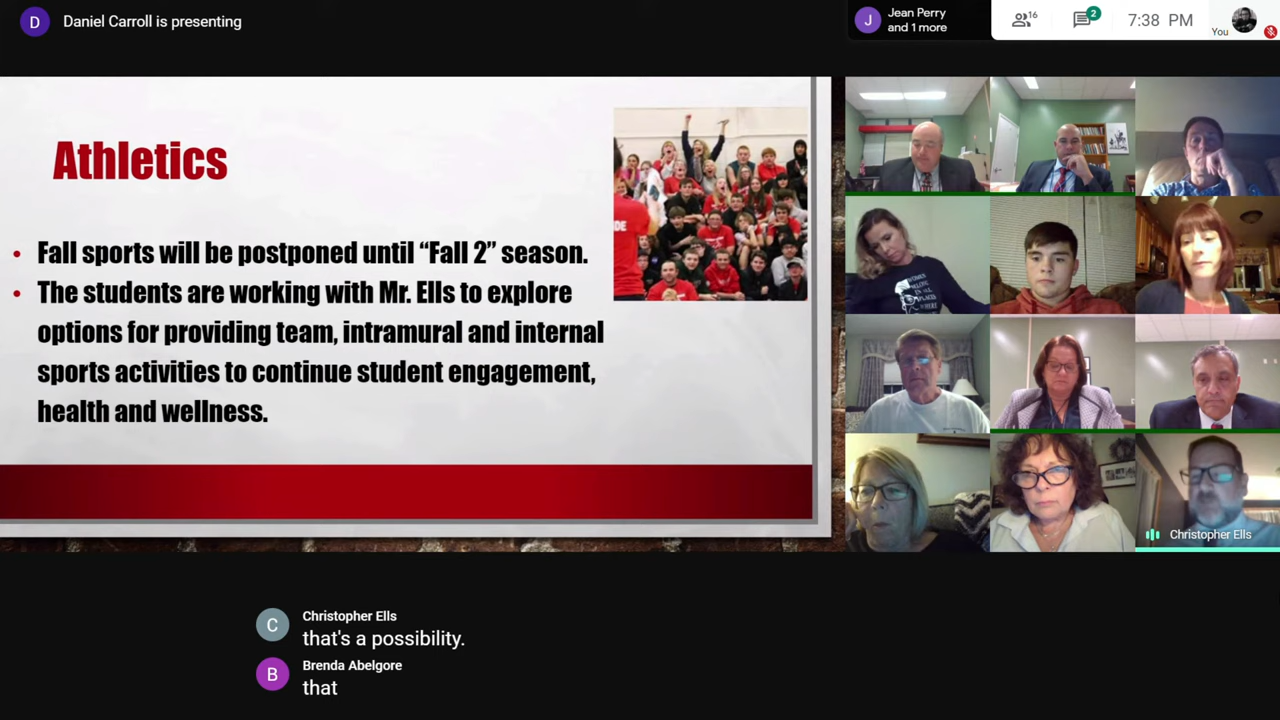 D Daniel Carroll is presenting
J Jean Perry
and 1 more
16
2
7:38 PM
You
Athletics
• Fall sports will be postponed until “Fall 2” season.
• The students are working with Mr. Ells to explore
options for providing team, intramural and internal
sports activities to continue student engagement,
health and wellness.
Christopher Ells
C Christopher Ells
that's a possibility.
B Brenda Abelgore
that